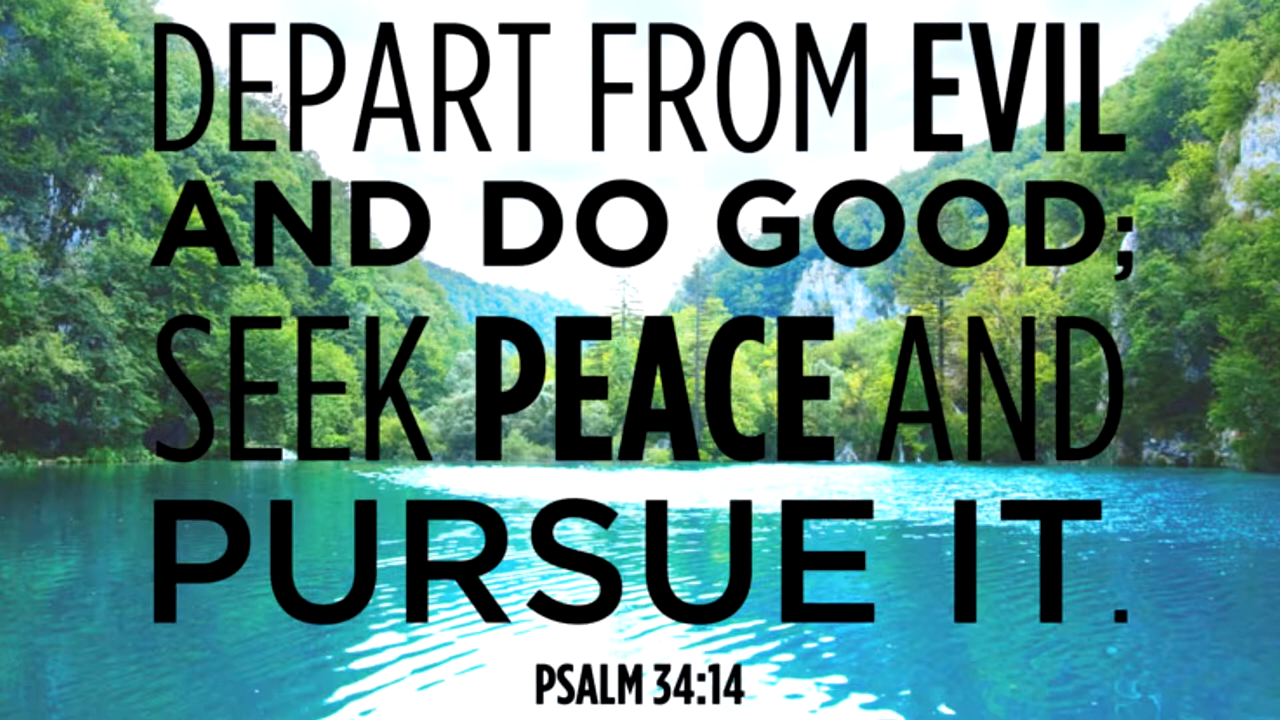 DEPART FROM EVIL
AND DO GOOD;
SEEK PEACE AND
PURSUE IT.
PSALM 34:14